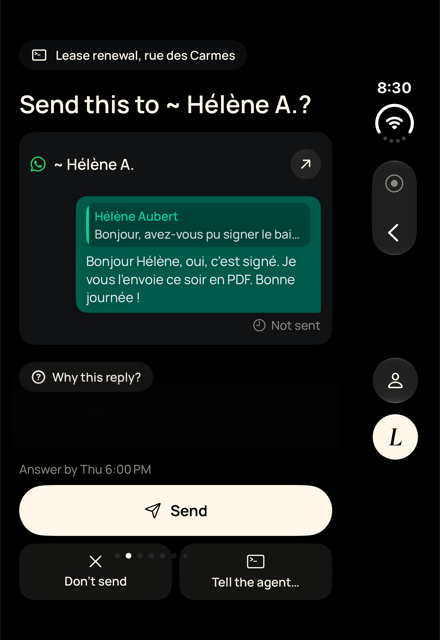 Lease renewal, rue des Carmes
8:30
Send this to ~ Hélène A.?
~ Hélène A.
Hélène Aubert
Bonjour, avez-vous pu signer le bai...
Bonjour Hélène, oui, c'est signé. Je
vous l'envoie ce soir en PDF. Bonne
journée !
Not sent
Why this reply?
L
Answer by Thu 6:00 PM
Send
Don't send
Tell the agent...